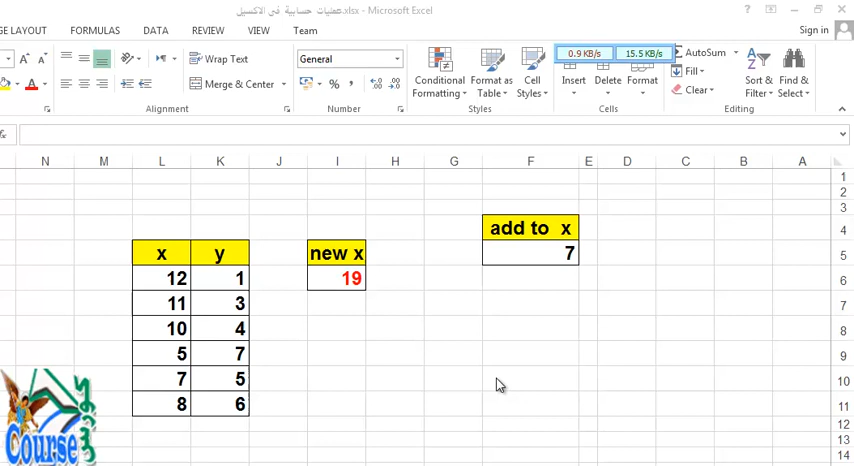 عمليات حسابية فى الاكسيل.xlsx - Microsoft Excel
GE LAYOUT FORMULAS DATA REVIEW VIEW Team Sign in
Wrap Text General 0.9 KB/s 15.5 KB/s AutoSum
Merge & Center % Conditional Formatting Format as Table Cell Styles Insert Delete Format Fill Clear Sort & Filter Find & Select
Alignment Number Styles Cells Editing
fx
N M L K J I H G F E D C B A
1
2
3
add to x 4
x y new x 7 5
12 1 19 6
11 3 7
10 4 8
5 7 9
7 5 10
8 6 11
12
13
14
Course